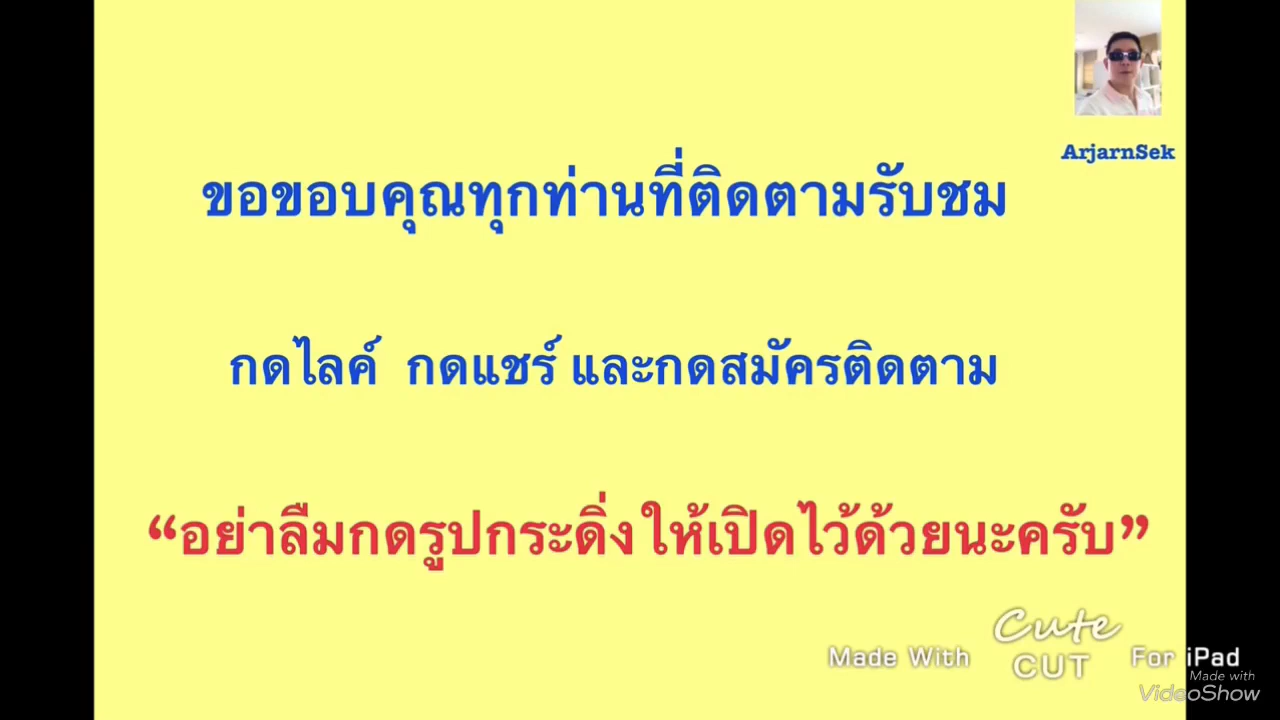 ArjarnSek
ขอขอบคุณทุกท่านที่ติดตามรับชม
กดไลค์ กดแชร์ และกดสมัครติดตาม
“อย่าลืมกดรูปกระดิ่งให้เปิดไว้ด้วยนะครับ”
Made With Cute CUT For iPad
Made with
VideoShow